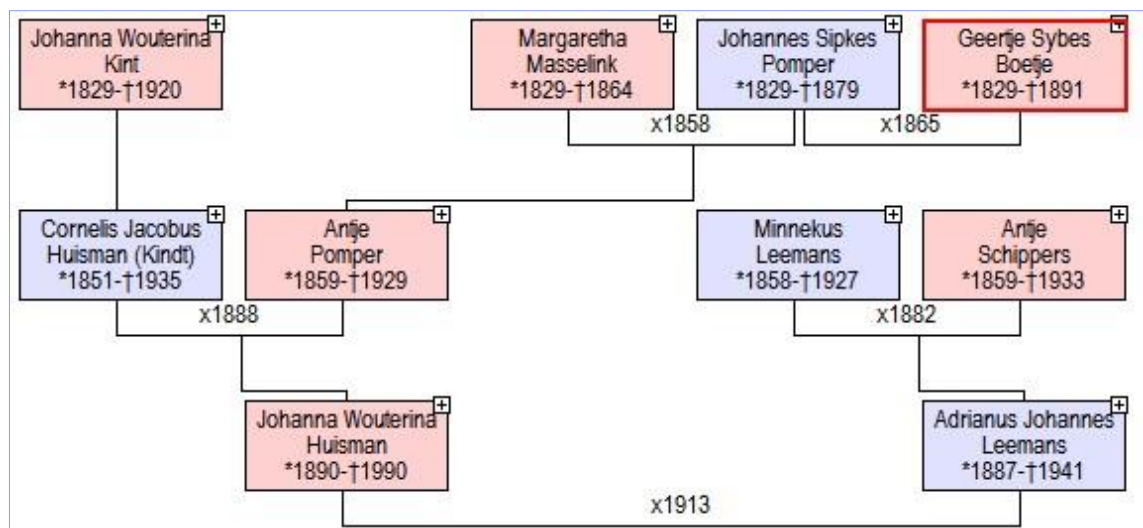 Johanna Wouterina
Kint
*1829-†1920
Margaretha
Masselink
*1829-†1864
Johannes Sipkes
Pomper
*1829-†1879
Geertje Sybes
Boetje
*1829-†1891
x1858
x1865
Cornelis Jacobus
Huisman (Kindt)
*1851-†1935
Antje
Pomper
*1859-†1929
Minnekus
Leemans
*1858-†1927
Antje
Schippers
*1859-†1933
x1888
x1882
Johanna Wouterina
Huisman
*1890-†1990
Adrianus Johannes
Leemans
*1887-†1941
x1913